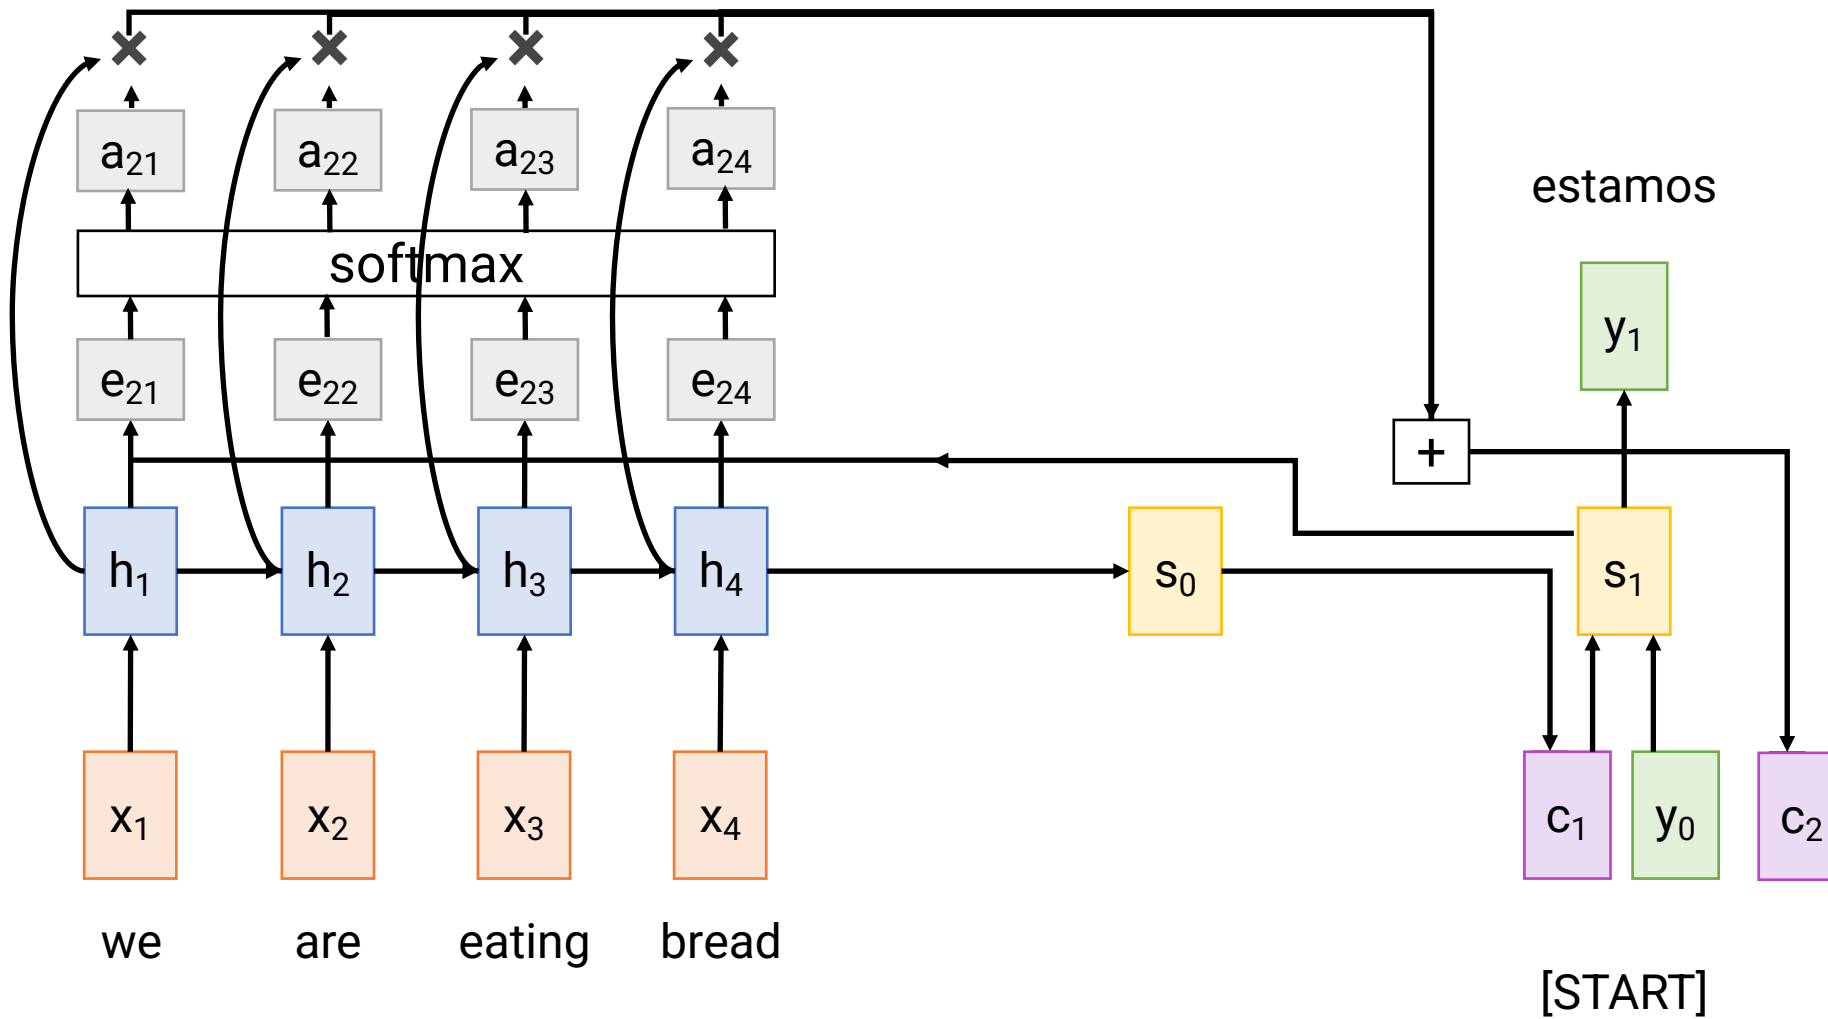 a21 a22 a23 a24
estamos
softmax
y1
e21 e22 e23 e24
+
h1 h2 h3 h4 s0 s1
x1 x2 x3 x4 c1 y0 c2
we are eating bread
[START]